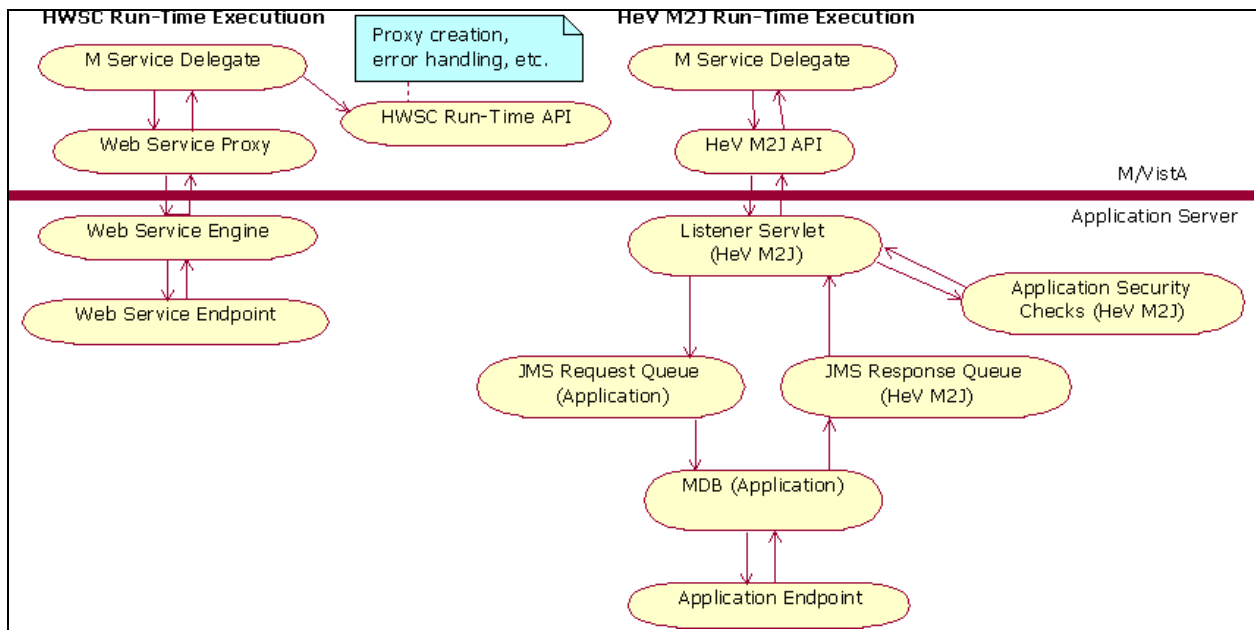 HWSC Run-Time Executiuon
HeV M2J Run-Time Execution
Proxy creation,
error handling, etc.
M Service Delegate
M Service Delegate
HWSC Run-Time API
Web Service Proxy
HeV M2J API
M/VistA
Application Server
Web Service Engine
Listener Servlet
(HeV M2J)
Application Security
Checks (HeV M2J)
Web Service Endpoint
JMS Request Queue
(Application)
JMS Response Queue
(HeV M2J)
MDB (Application)
Application Endpoint